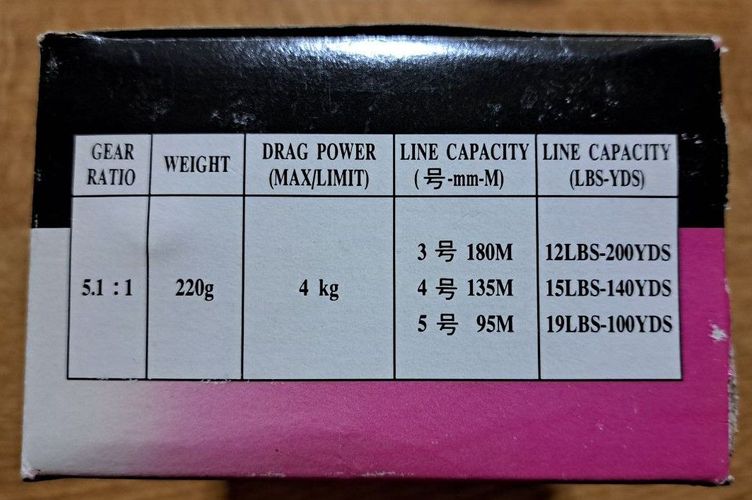 GEAR RATIO
WEIGHT
DRAG POWER (MAX/LIMIT)
LINE CAPACITY (号-mm-M)
LINE CAPACITY (LBS-YDS)
5.1 : 1
220g
4 kg
3 号 180M
12LBS-200YDS
4 号 135M
15LBS-140YDS
5 号 95M
19LBS-100YDS